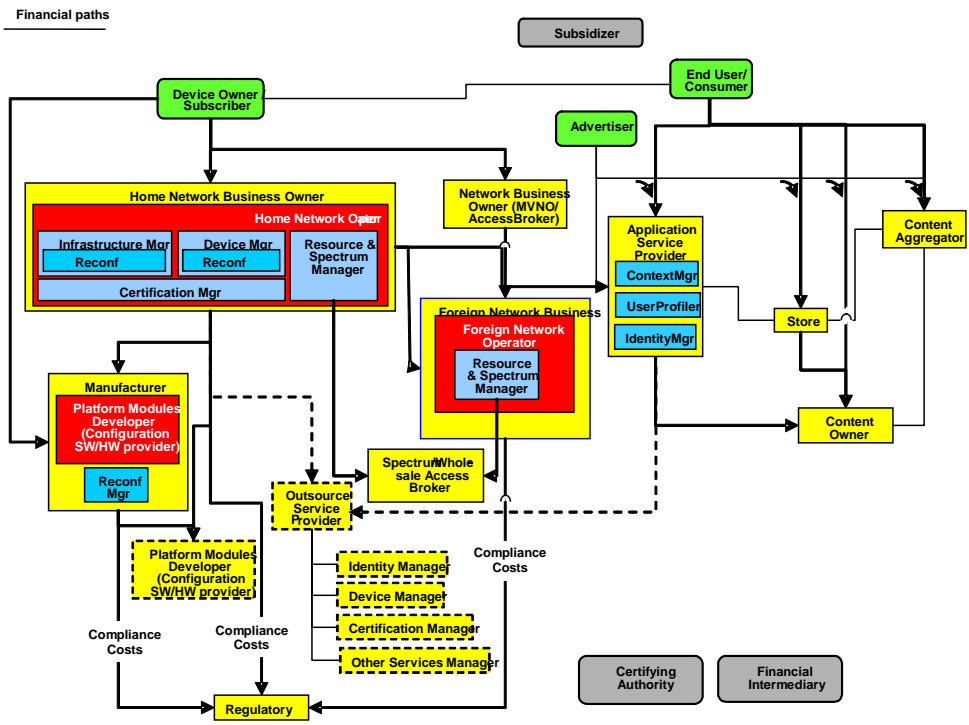 Financial paths
Subsidizer
Device Owner
Subscriber
End User/
Consumer
Advertiser
Home Network Business Owner
Home Network Operator
Infrastructure Mgr
Reconf
Device Mgr
Reconf
Resource &
Spectrum
Manager
Certification Mgr
Network Business
Owner (MVNO/
AccessBroker)
Application
Service
Provider
ContextMgr
UserProfiler
IdentityMgr
Content
Aggregator
Store
Content
Owner
Foreign Network Business
Foreign Network
Operator
Resource
& Spectrum
Manager
Manufacturer
Platform Modules
Developer
(Configuration
SW/HW provider)
Reconf
Mgr
Spectrum/Whole-
sale Access
Broker
Outsource
Service
Provider
Platform Modules
Developer
(Configuration
SW/HW provider)
Identity Manager
Device Manager
Certification Manager
Other Services Manager
Compliance
Costs
Compliance
Costs
Compliance
Costs
Regulatory
Certifying
Authority
Financial
Intermediary